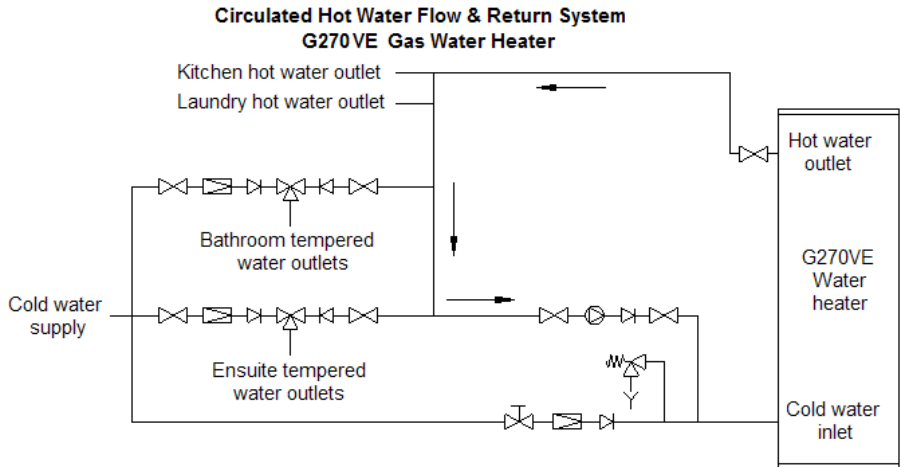 Circulated Hot Water Flow & Return System
G270VE Gas Water Heater
Kitchen hot water outlet
Laundry hot water outlet
Hot water
outlet
Bathroom tempered
water outlets
G270VE
Water
heater
Cold water
supply
Ensuite tempered
water outlets
Cold water
inlet